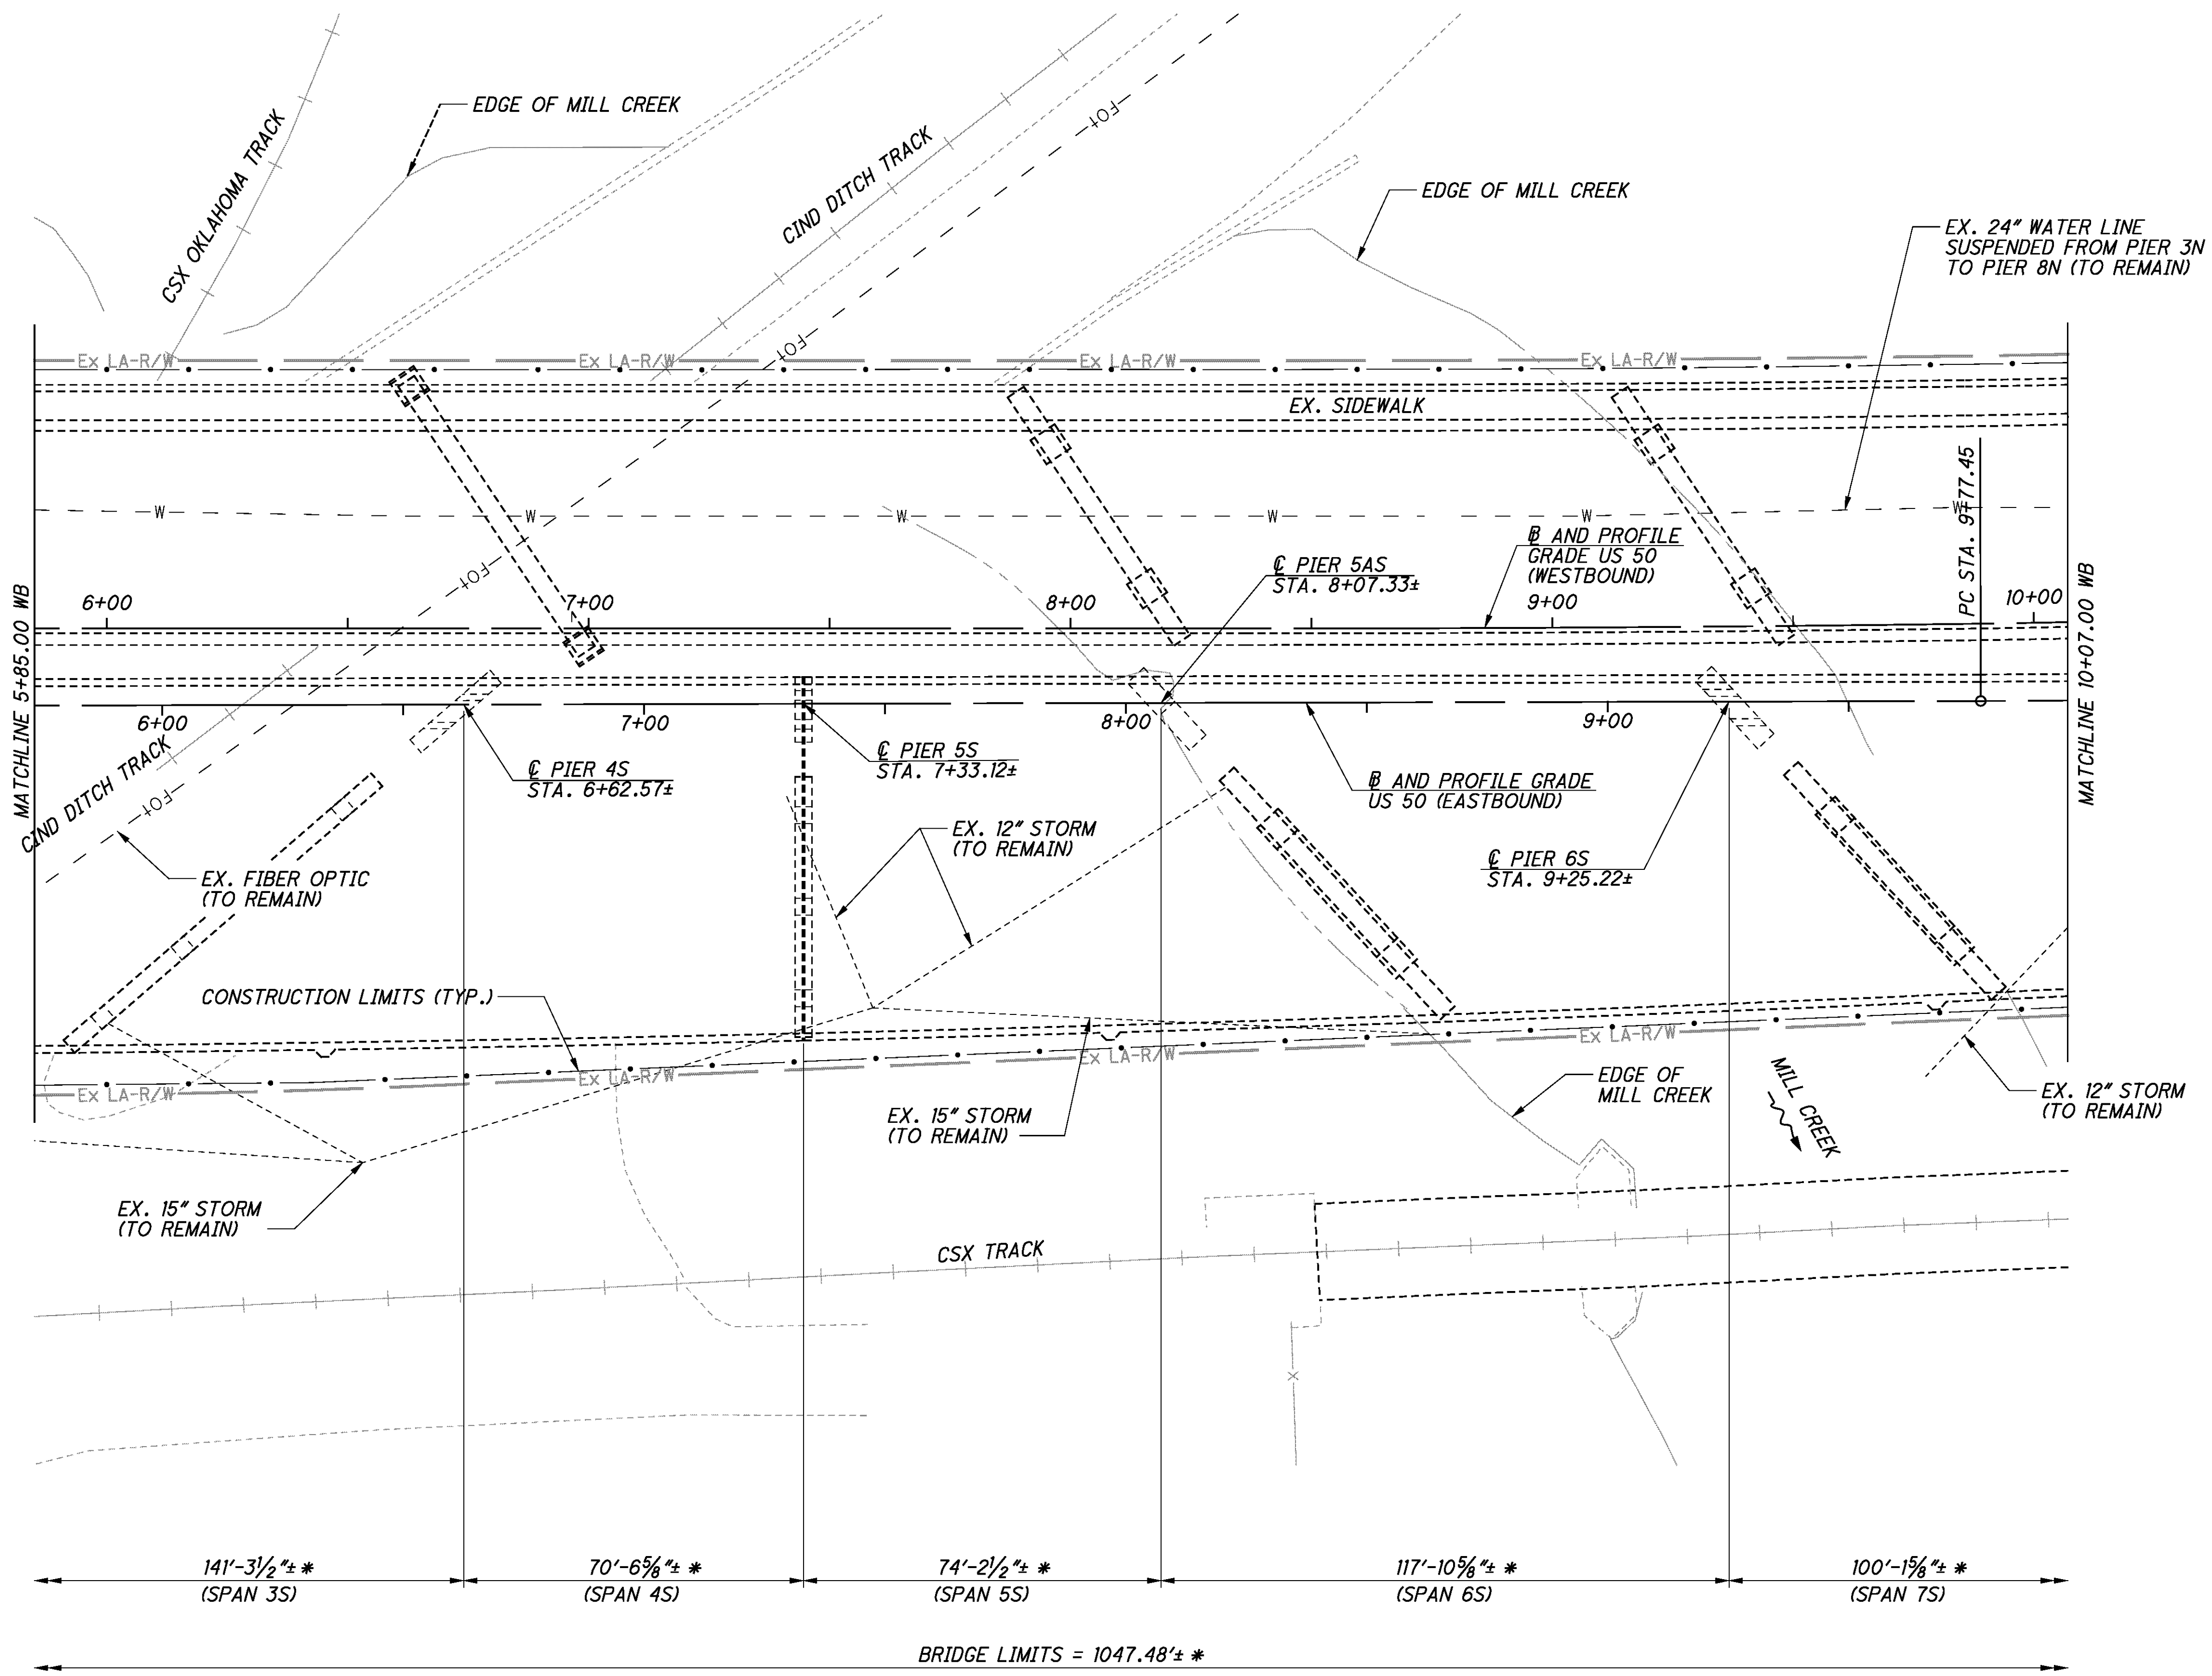 EDGE OF MILL CREEK
CSX OKLAHOMA TRACK
CIND DITCH TRACK
FO
EDGE OF MILL CREEK
EX. 24" WATER LINE
SUSPENDED FROM PIER 3N
TO PIER 8N (TO REMAIN)
Ex LA-R/W
Ex LA-R/W
Ex LA-R/W
Ex LA-R/W
FO
EX. SIDEWALK
W
W
W
W
W
W
PC STA. 9+77.45
℄ PIER 5AS
STA. 8+07.33±
BL AND PROFILE
GRADE US 50
(WESTBOUND)
FO
6+00
7+00
8+00
9+00
10+00
MATCHLINE 5+85.00 WB
MATCHLINE 10+07.00 WB
6+00
7+00
8+00
9+00
CIND DITCH TRACK
FO
℄ PIER 4S
STA. 6+62.57±
℄ PIER 5S
STA. 7+33.12±
BL AND PROFILE GRADE
US 50 (EASTBOUND)
EX. 12" STORM
(TO REMAIN)
℄ PIER 6S
STA. 9+25.22±
EX. FIBER OPTIC
(TO REMAIN)
CONSTRUCTION LIMITS (TYP.)
Ex LA-R/W
Ex LA-R/W
Ex LA-R/W
Ex LA-R/W
EX. 15" STORM
(TO REMAIN)
EDGE OF
MILL CREEK
MILL CREEK
EX. 12" STORM
(TO REMAIN)
EX. 15" STORM
(TO REMAIN)
CSX TRACK
X
141'-3½"± *
(SPAN 3S)
70'-6⅝"± *
(SPAN 4S)
74'-2½"± *
(SPAN 5S)
117'-10⅝"± *
(SPAN 6S)
100'-1⅝"± *
(SPAN 7S)
BRIDGE LIMITS = 1047.48'± *